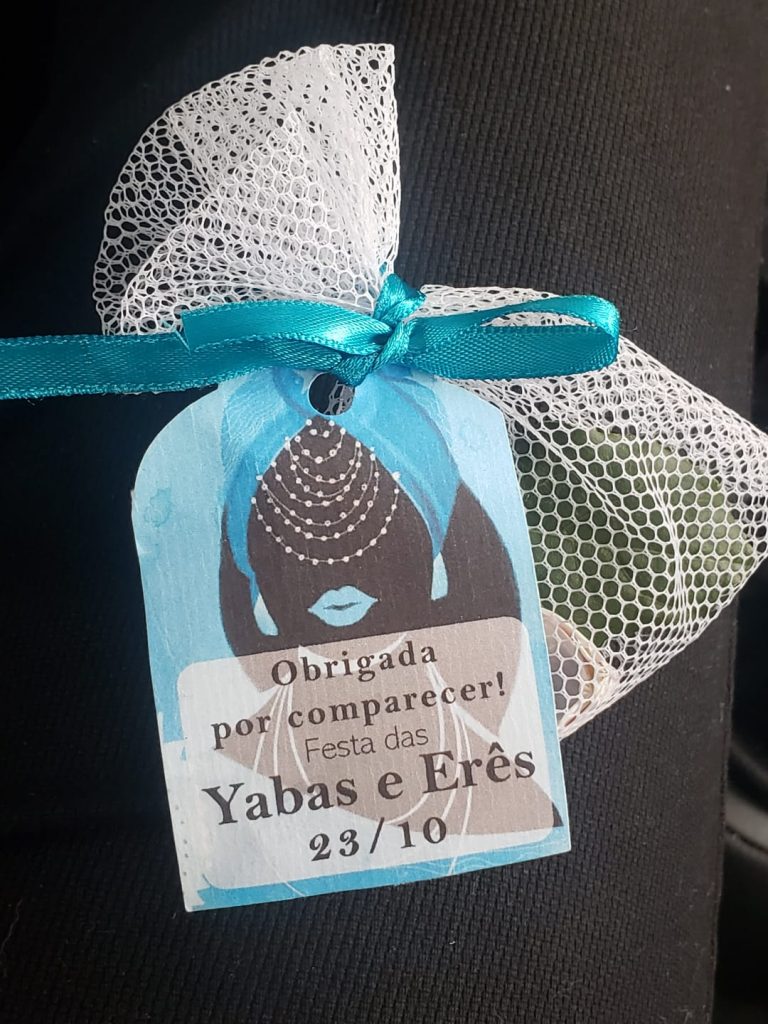 Obrigada
por comparecer!
Festa das
Yabas e Erês
23/10